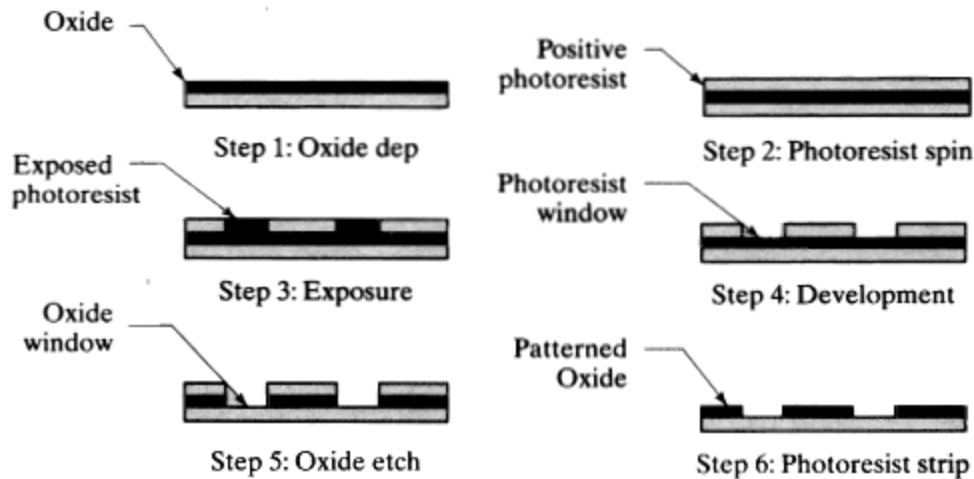 Oxide
Step 1: Oxide dep
Positive
photoresist
Step 2: Photoresist spin
Exposed
photoresist
Step 3: Exposure
Photoresist
window
Step 4: Development
Oxide
window
Step 5: Oxide etch
Patterned
Oxide
Step 6: Photoresist strip